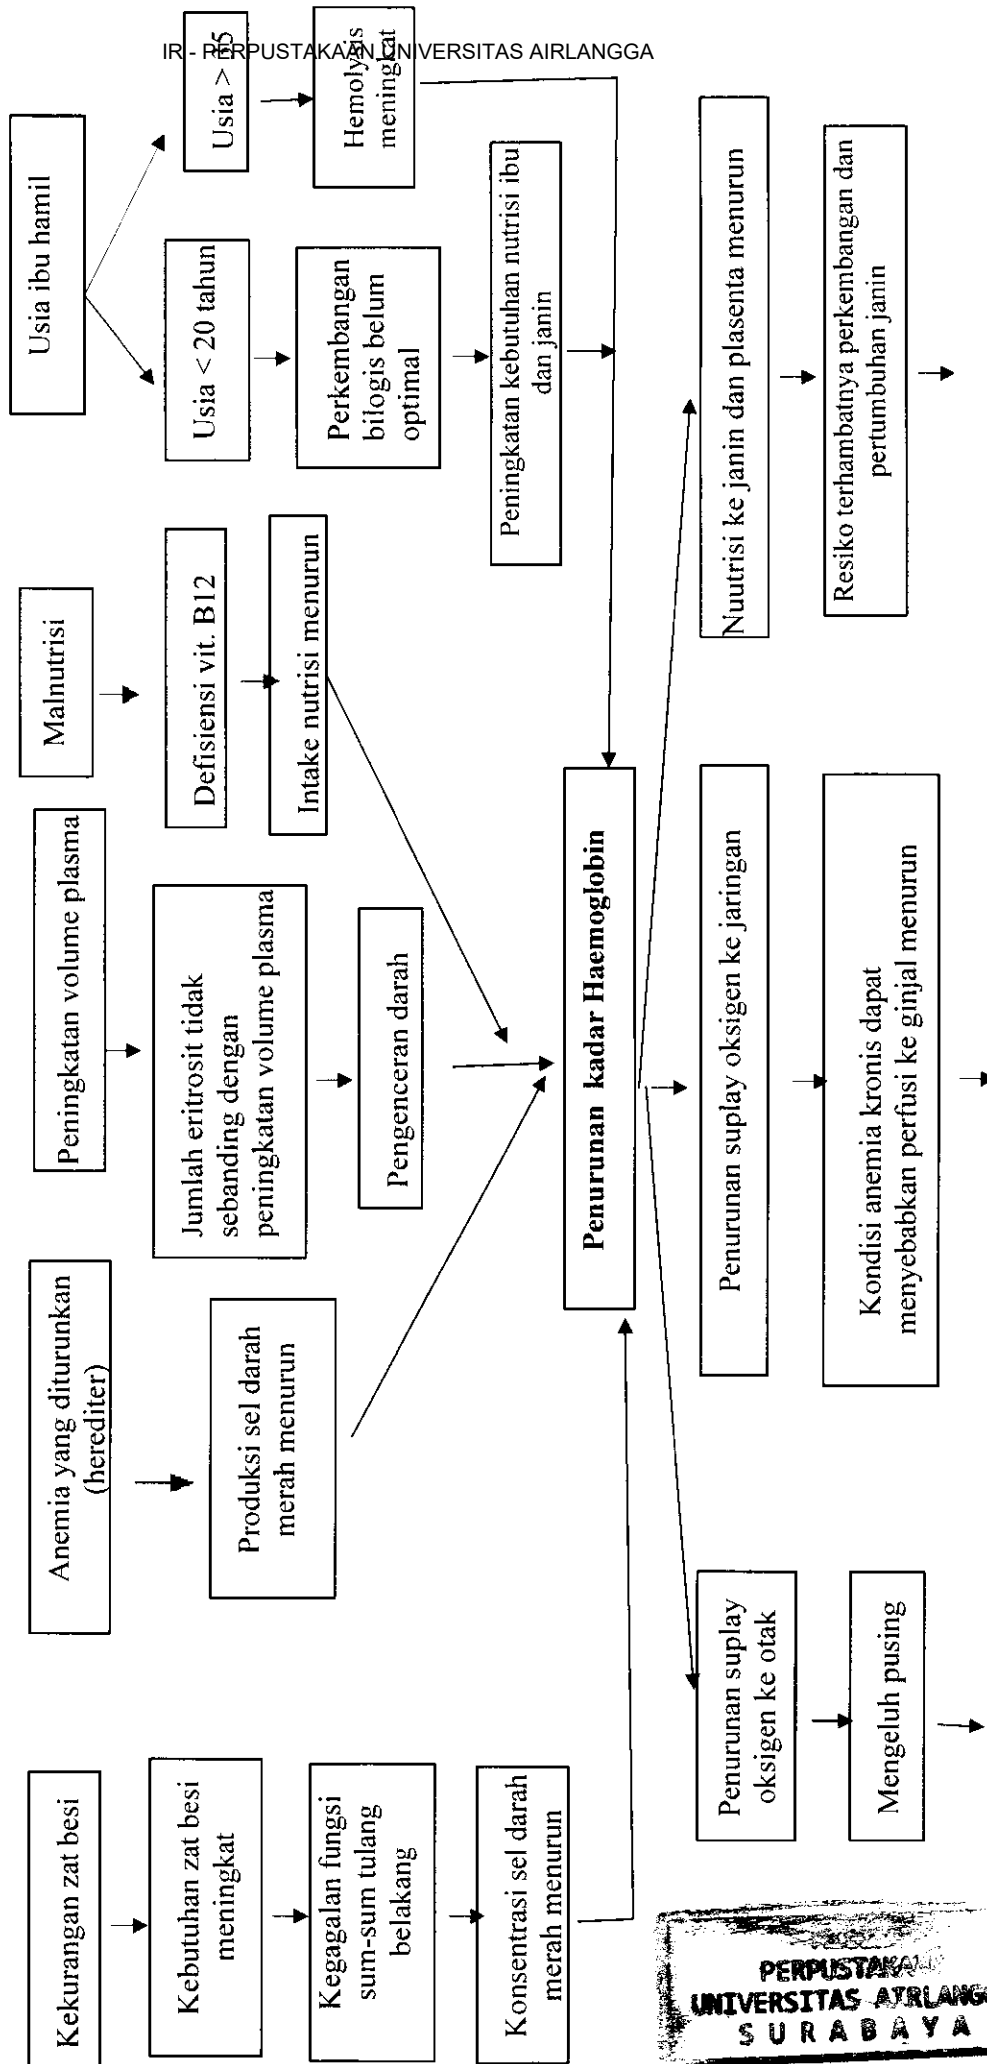 IR - PERPUSTAKAAN UNIVERSITAS AIRLANGGA
Kekurangan zat besi
Kebutuhan zat besi
meningkat
Kegagalan fungsi
sum-sum tulang
belakang
Konsentrasi sel darah
merah menurun
Anemia yang diturunkan
(herediter)
Produksi sel darah
merah menurun
Peningkatan volume plasma
Jumlah eritrosit tidak
sebanding dengan
peningkatan volume plasma
Pengenceran darah
Malnutrisi
Defisiensi vit. B12
Intake nutrisi menurun
Usia ibu hamil
Usia < 20 tahun
Perkembangan
bilogis belum
optimal
Peningkatan kebutuhan nutrisi ibu
dan janin
Usia > 35
Hemolysis
meningkat
Penurunan kadar Haemoglobin
Penurunan suplay
oksigen ke otak
Mengeluh pusing
Penurunan suplay oksigen ke jaringan
Kondisi anemia kronis dapat
menyebabkan perfusi ke ginjal menurun
Nuutrisi ke janin dan plasenta menurun
Resiko terhambatnya perkembangan dan
pertumbuhan janin
PERPUSTAKAAN
UNIVERSITAS AIRLANGG
SURABAYA